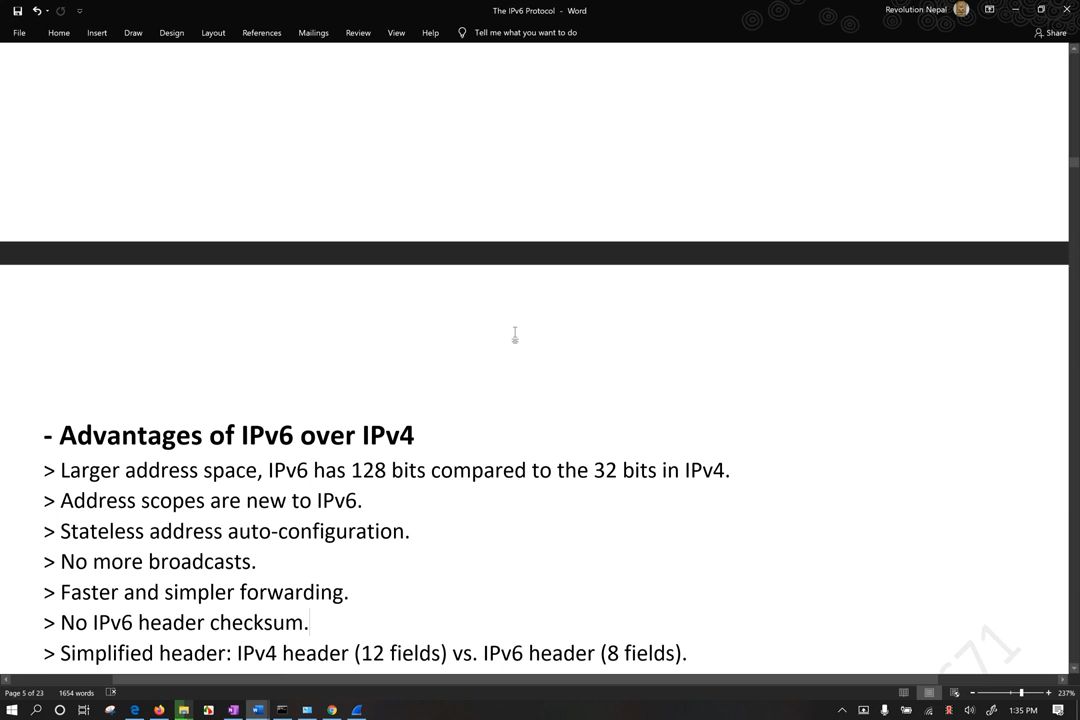 The IPv6 Protocol - Word
Revolution Nepal
File Home Insert Draw Design Layout References Mailings Review View Help Tell me what you want to do Share
- Advantages of IPv6 over IPv4
> Larger address space, IPv6 has 128 bits compared to the 32 bits in IPv4.
> Address scopes are new to IPv6.
> Stateless address auto-configuration.
> No more broadcasts.
> Faster and simpler forwarding.
> No IPv6 header checksum.
> Simplified header: IPv4 header (12 fields) vs. IPv6 header (8 fields).
671
Page 5 of 23 1654 words 237%
1:35 PM